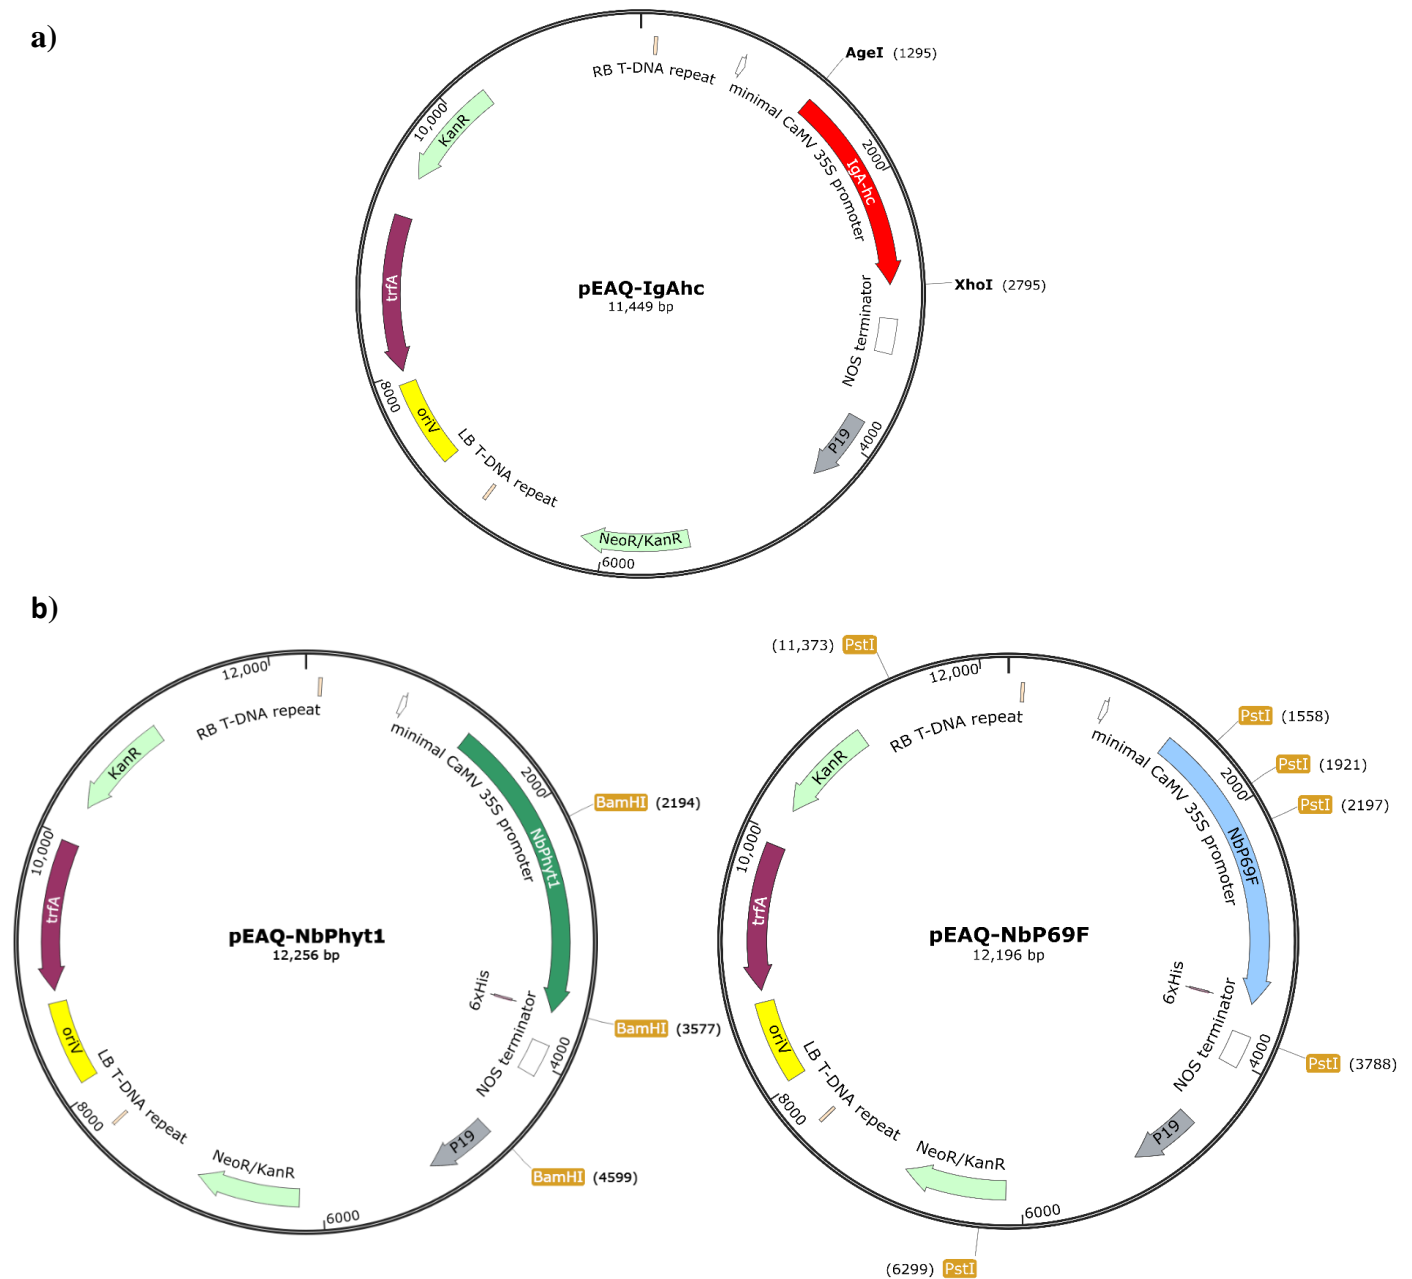 a)
AgeI (1295)
RB T-DNA repeat
minimal CaMV 35S promoter
10,000
KanR
2000
IgA-hc
trfA
pEAQ-IgAhc
11,449 bp
XhoI (2795)
NOS terminator
8000
oriV
LB T-DNA repeat
P19
4000
NeoR/KanR
6000
b)
12,000
RB T-DNA repeat
minimal CaMV 35S promoter
KanR
2000
BamHI (2194)
10,000
NbPhyt1
trfA
pEAQ-NbPhyt1
12,256 bp
6xHis
NOS terminator
BamHI (3577)
oriV
LB T-DNA repeat
4000
8000
P19
NeoR/KanR
BamHI (4599)
6000
(11,373) PstI
12,000
RB T-DNA repeat
minimal CaMV 35S promoter
PstI (1558)
KanR
PstI (1921)
2000
PstI (2197)
10,000
NbP69F
trfA
pEAQ-NbP69F
12,196 bp
6xHis
NOS terminator
oriV
LB T-DNA repeat
4000
PstI (3788)
8000
P19
NeoR/KanR
6000
(6299) PstI